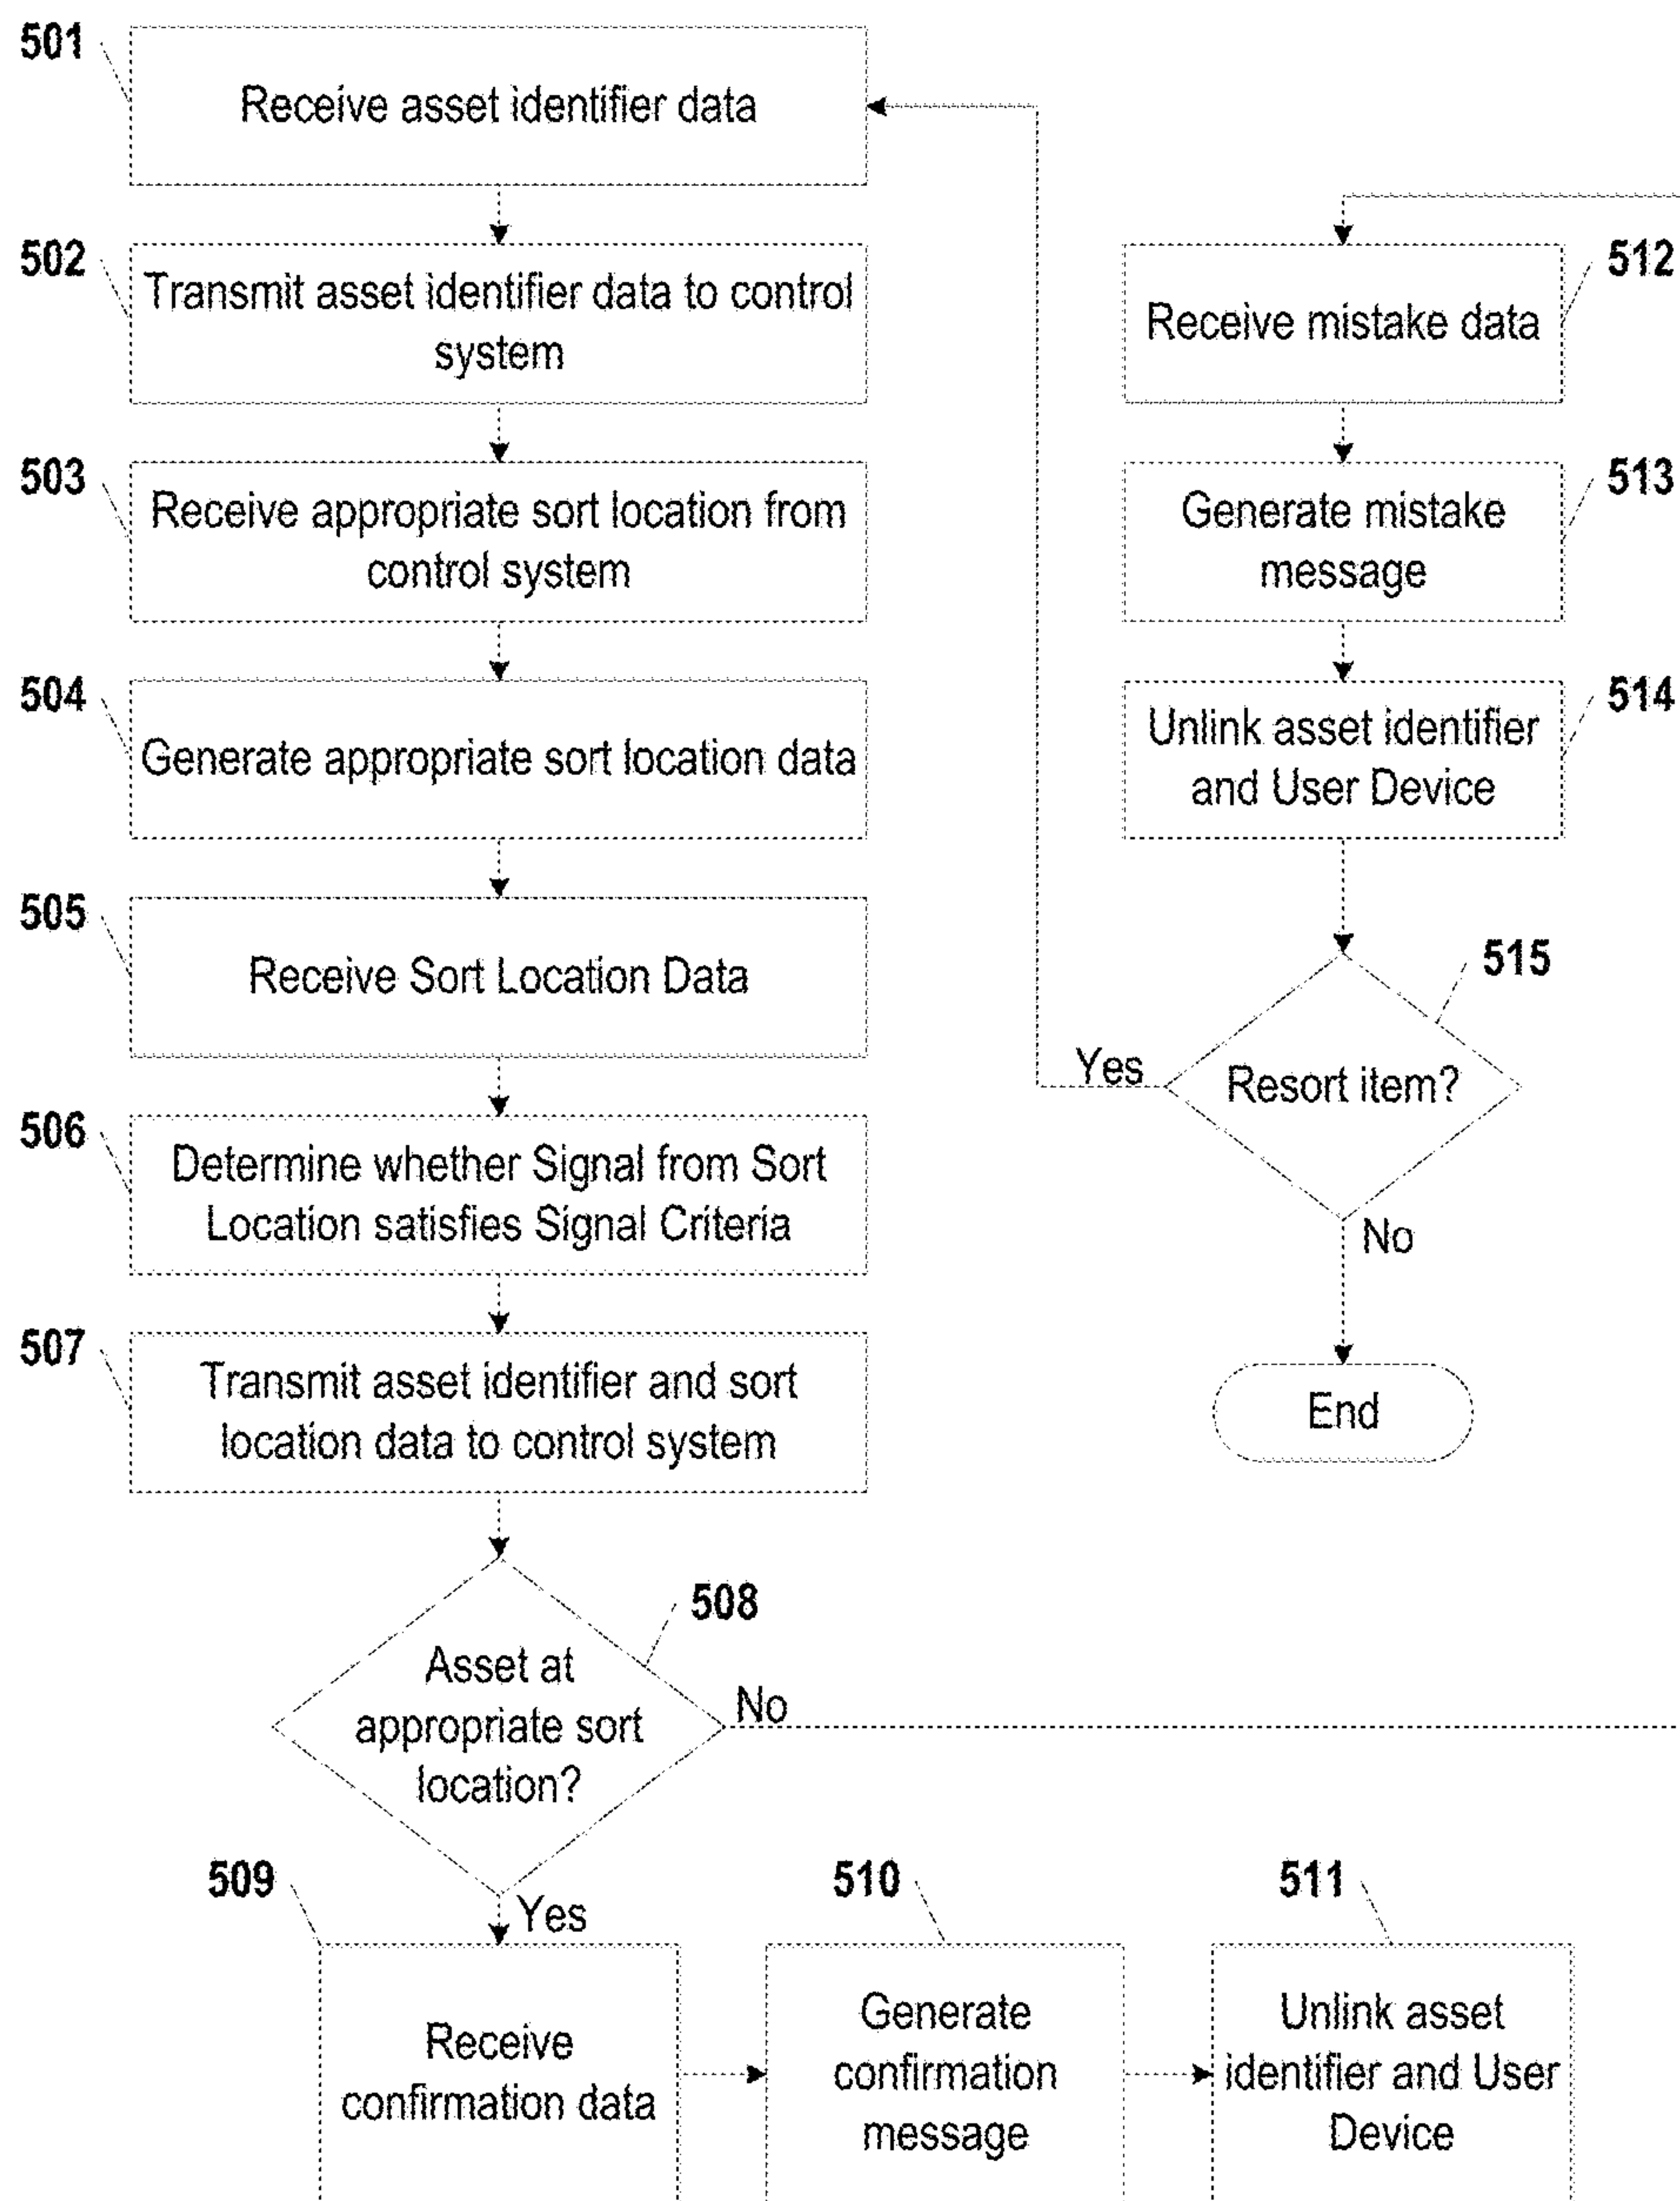 501
Receive asset identifier data
502
Transmit asset identifier data to control
system
503
Receive appropriate sort location from
control system
504
Generate appropriate sort location data
505
Receive Sort Location Data
506
Determine whether Signal from Sort
Location satisfies Signal Criteria
507
Transmit asset identifier and sort
location data to control system
508
Asset at
appropriate sort
location?
No
Yes
509
Receive
confirmation data
510
Generate
confirmation
message
511
Unlink asset
identifier and User
Device
512
Receive mistake data
513
Generate mistake
message
514
Unlink asset identifier
and User Device
515
Resort item?
Yes
No
End